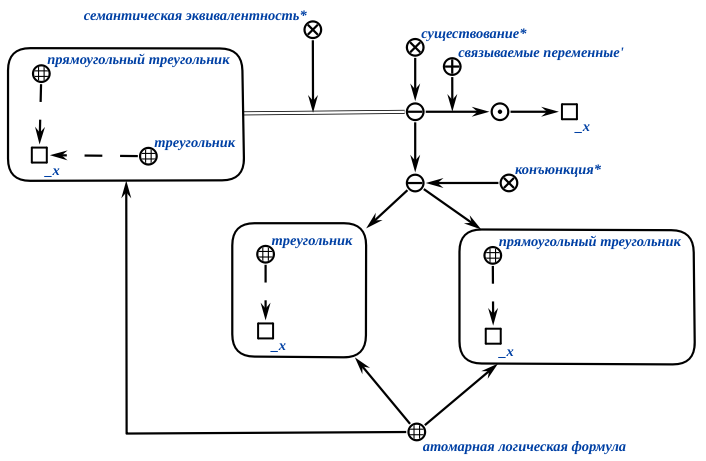 семантическая эквивалентность*
существование*
связываемые переменные'
прямоугольный треугольник
_x
треугольник
_x
конъюнкция*
треугольник
прямоугольный треугольник
_x
_x
атомарная логическая формула